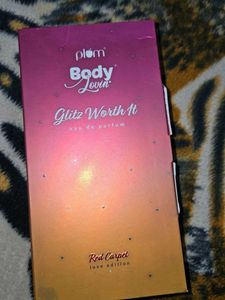 plum
Body
Lovin'
Glitz Worth It
eau de parfum
Red Carpet
luxe edition